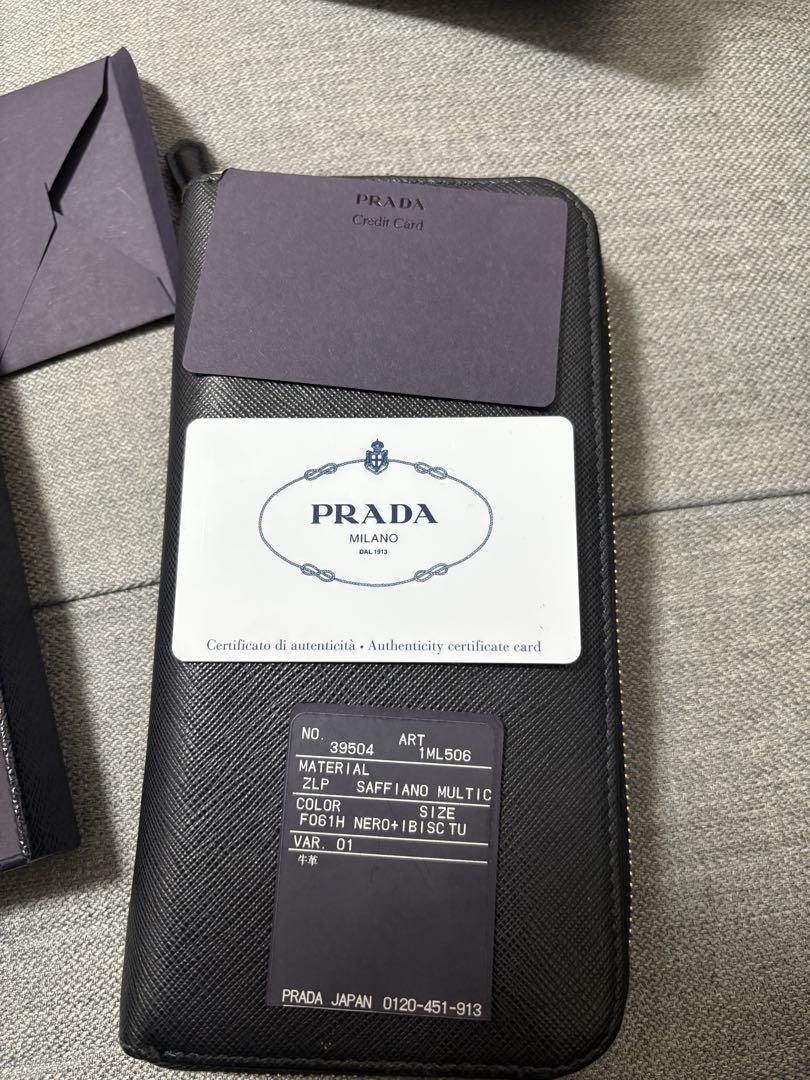 PRADA
Credit Card
PRADA
MILANO
DAL 1913
Certificato di autenticità • Authenticity certificate card
NO. ART
39504 1ML506
MATERIAL
ZLP SAFFIANO MULTIC
COLOR SIZE
F061H NERO+IBISC TU
VAR. 01
牛革
PRADA JAPAN 0120-451-913